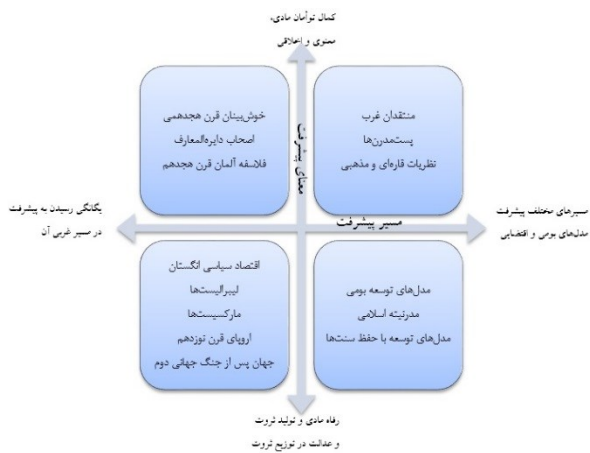 کمال توأمان مادی،
معنوی و اخلاقی
منتقدان غرب
پست‌مدرن‌ها
نظریات قاره‌ای و مذهبی
خوش‌بینان قرن هجدهمی
اصحاب دایره‌المعارف
فلاسفه آلمان قرن هجدهم
معنای پیشرفت
مسیر پیشرفت
مسیرهای مختلف پیشرفت
مدل‌های بومی و اقتضایی
یگانگی رسیدن به پیشرفت
در مسیر غربی آن
مدل‌های توسعه بومی
مدرنیته اسلامی
مدل‌های توسعه با حفظ سنت‌ها
اقتصاد سیاسی انگستان
لیبرالیست‌ها
مارکسیست‌ها
اروپای قرن نوزدهم
جهان پس از جنگ جهانی دوم
رفاه مادی و تولید ثروت
و عدالت در توزیع ثروت